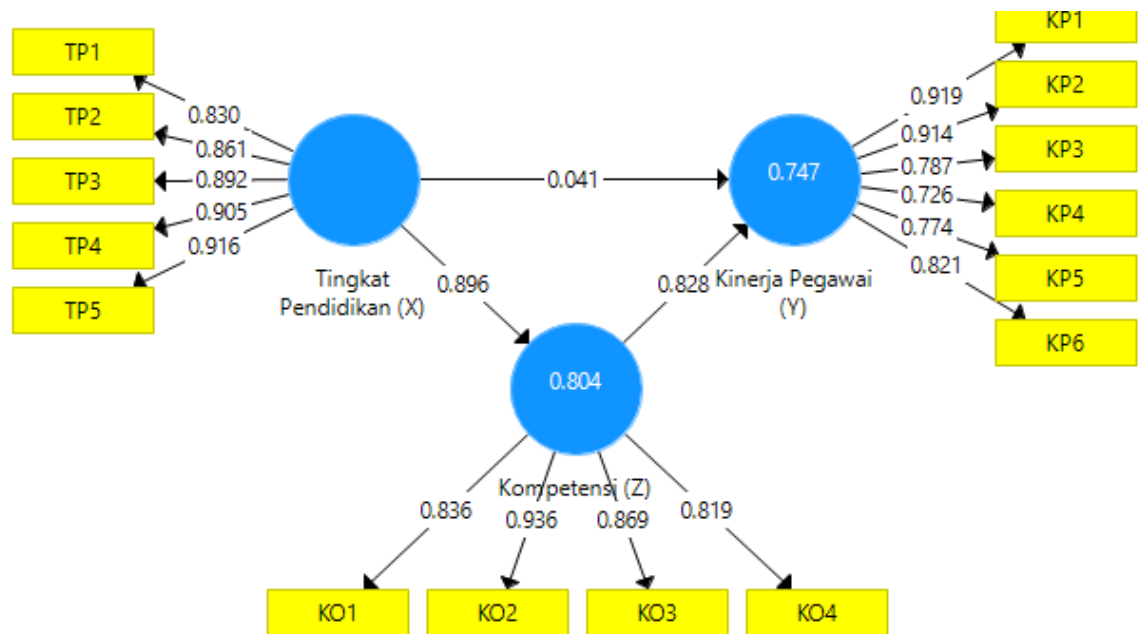 TP1
TP2
TP3
TP4
TP5
0.830
0.861
0.892
0.905
0.916
Tingkat
Pendidikan (X)
0.041
0.896
0.828
0.747
Kinerja Pegawai
(Y)
0.919
0.914
0.787
0.726
0.774
0.821
KP1
KP2
KP3
KP4
KP5
KP6
0.804
Kompetensi (Z)
0.836
0.936
0.869
0.819
KO1
KO2
KO3
KO4